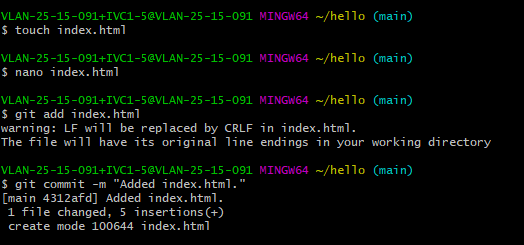 VLAN-25-15-091+IVC1-5@VLAN-25-15-091 MINGW64 ~/hello (main)
$ touch index.html
VLAN-25-15-091+IVC1-5@VLAN-25-15-091 MINGW64 ~/hello (main)
$ nano index.html
VLAN-25-15-091+IVC1-5@VLAN-25-15-091 MINGW64 ~/hello (main)
$ git add index.html
warning: LF will be replaced by CRLF in index.html.
The file will have its original line endings in your working directory
VLAN-25-15-091+IVC1-5@VLAN-25-15-091 MINGW64 ~/hello (main)
$ git commit -m "Added index.html."
[main 4312afd] Added index.html.
 1 file changed, 5 insertions(+)
 create mode 100644 index.html